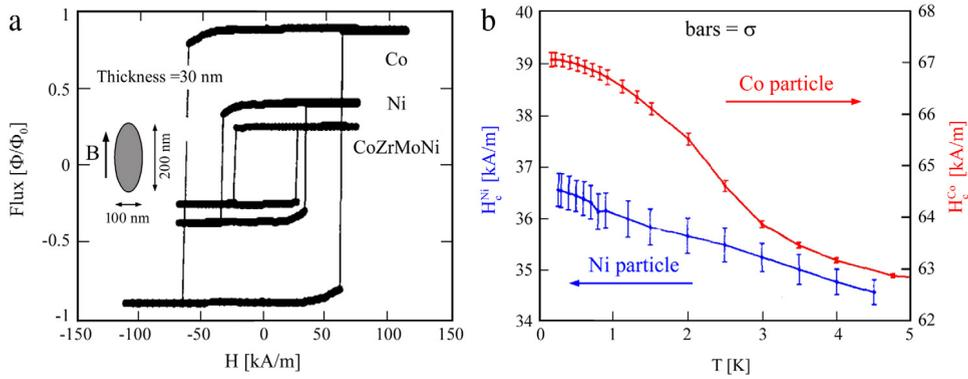 a
1
0.5
0
-0.5
-1
Flux [Φ/Φ₀]
-150
-100
-50
0
50
100
150
H [kA/m]
Thickness =30 nm
B
200 nm
100 nm
Co
Ni
CoZrMoNi
b
40
39
38
37
36
35
34
H_c^Ni [kA/m]
bars = σ
Co particle
Ni particle
0
1
2
3
4
5
T [K]
68
67
66
65
64
63
62
H_c^Co [kA/m]